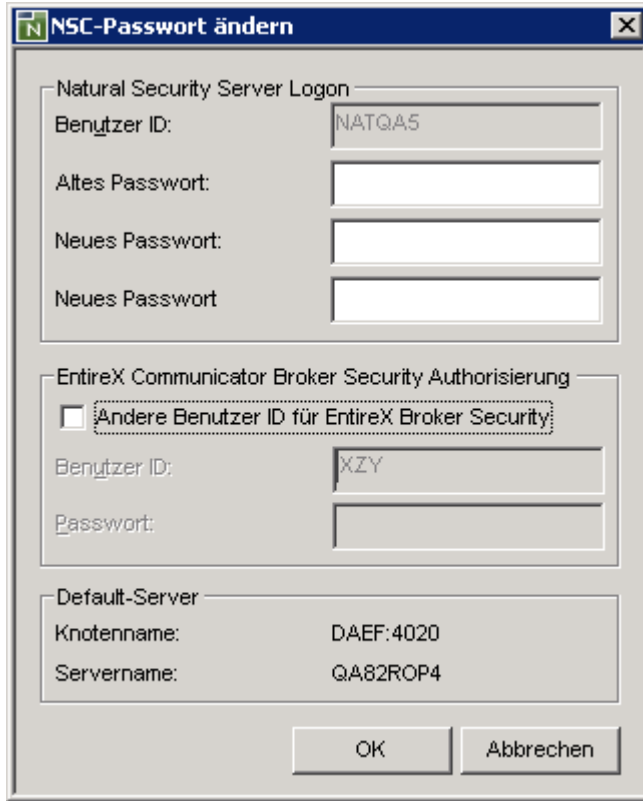 NSC-Passwort ändern
Natural Security Server Logon
Benutzer ID: NATQA5
Altes Passwort:
Neues Passwort:
Neues Passwort
EntireX Communicator Broker Security Authorisierung
Andere Benutzer ID für EntireX Broker Security
Benutzer ID: XZY
Passwort:
Default-Server
Knotenname: DAEF:4020
Servername: QA82ROP4
OK Abbrechen